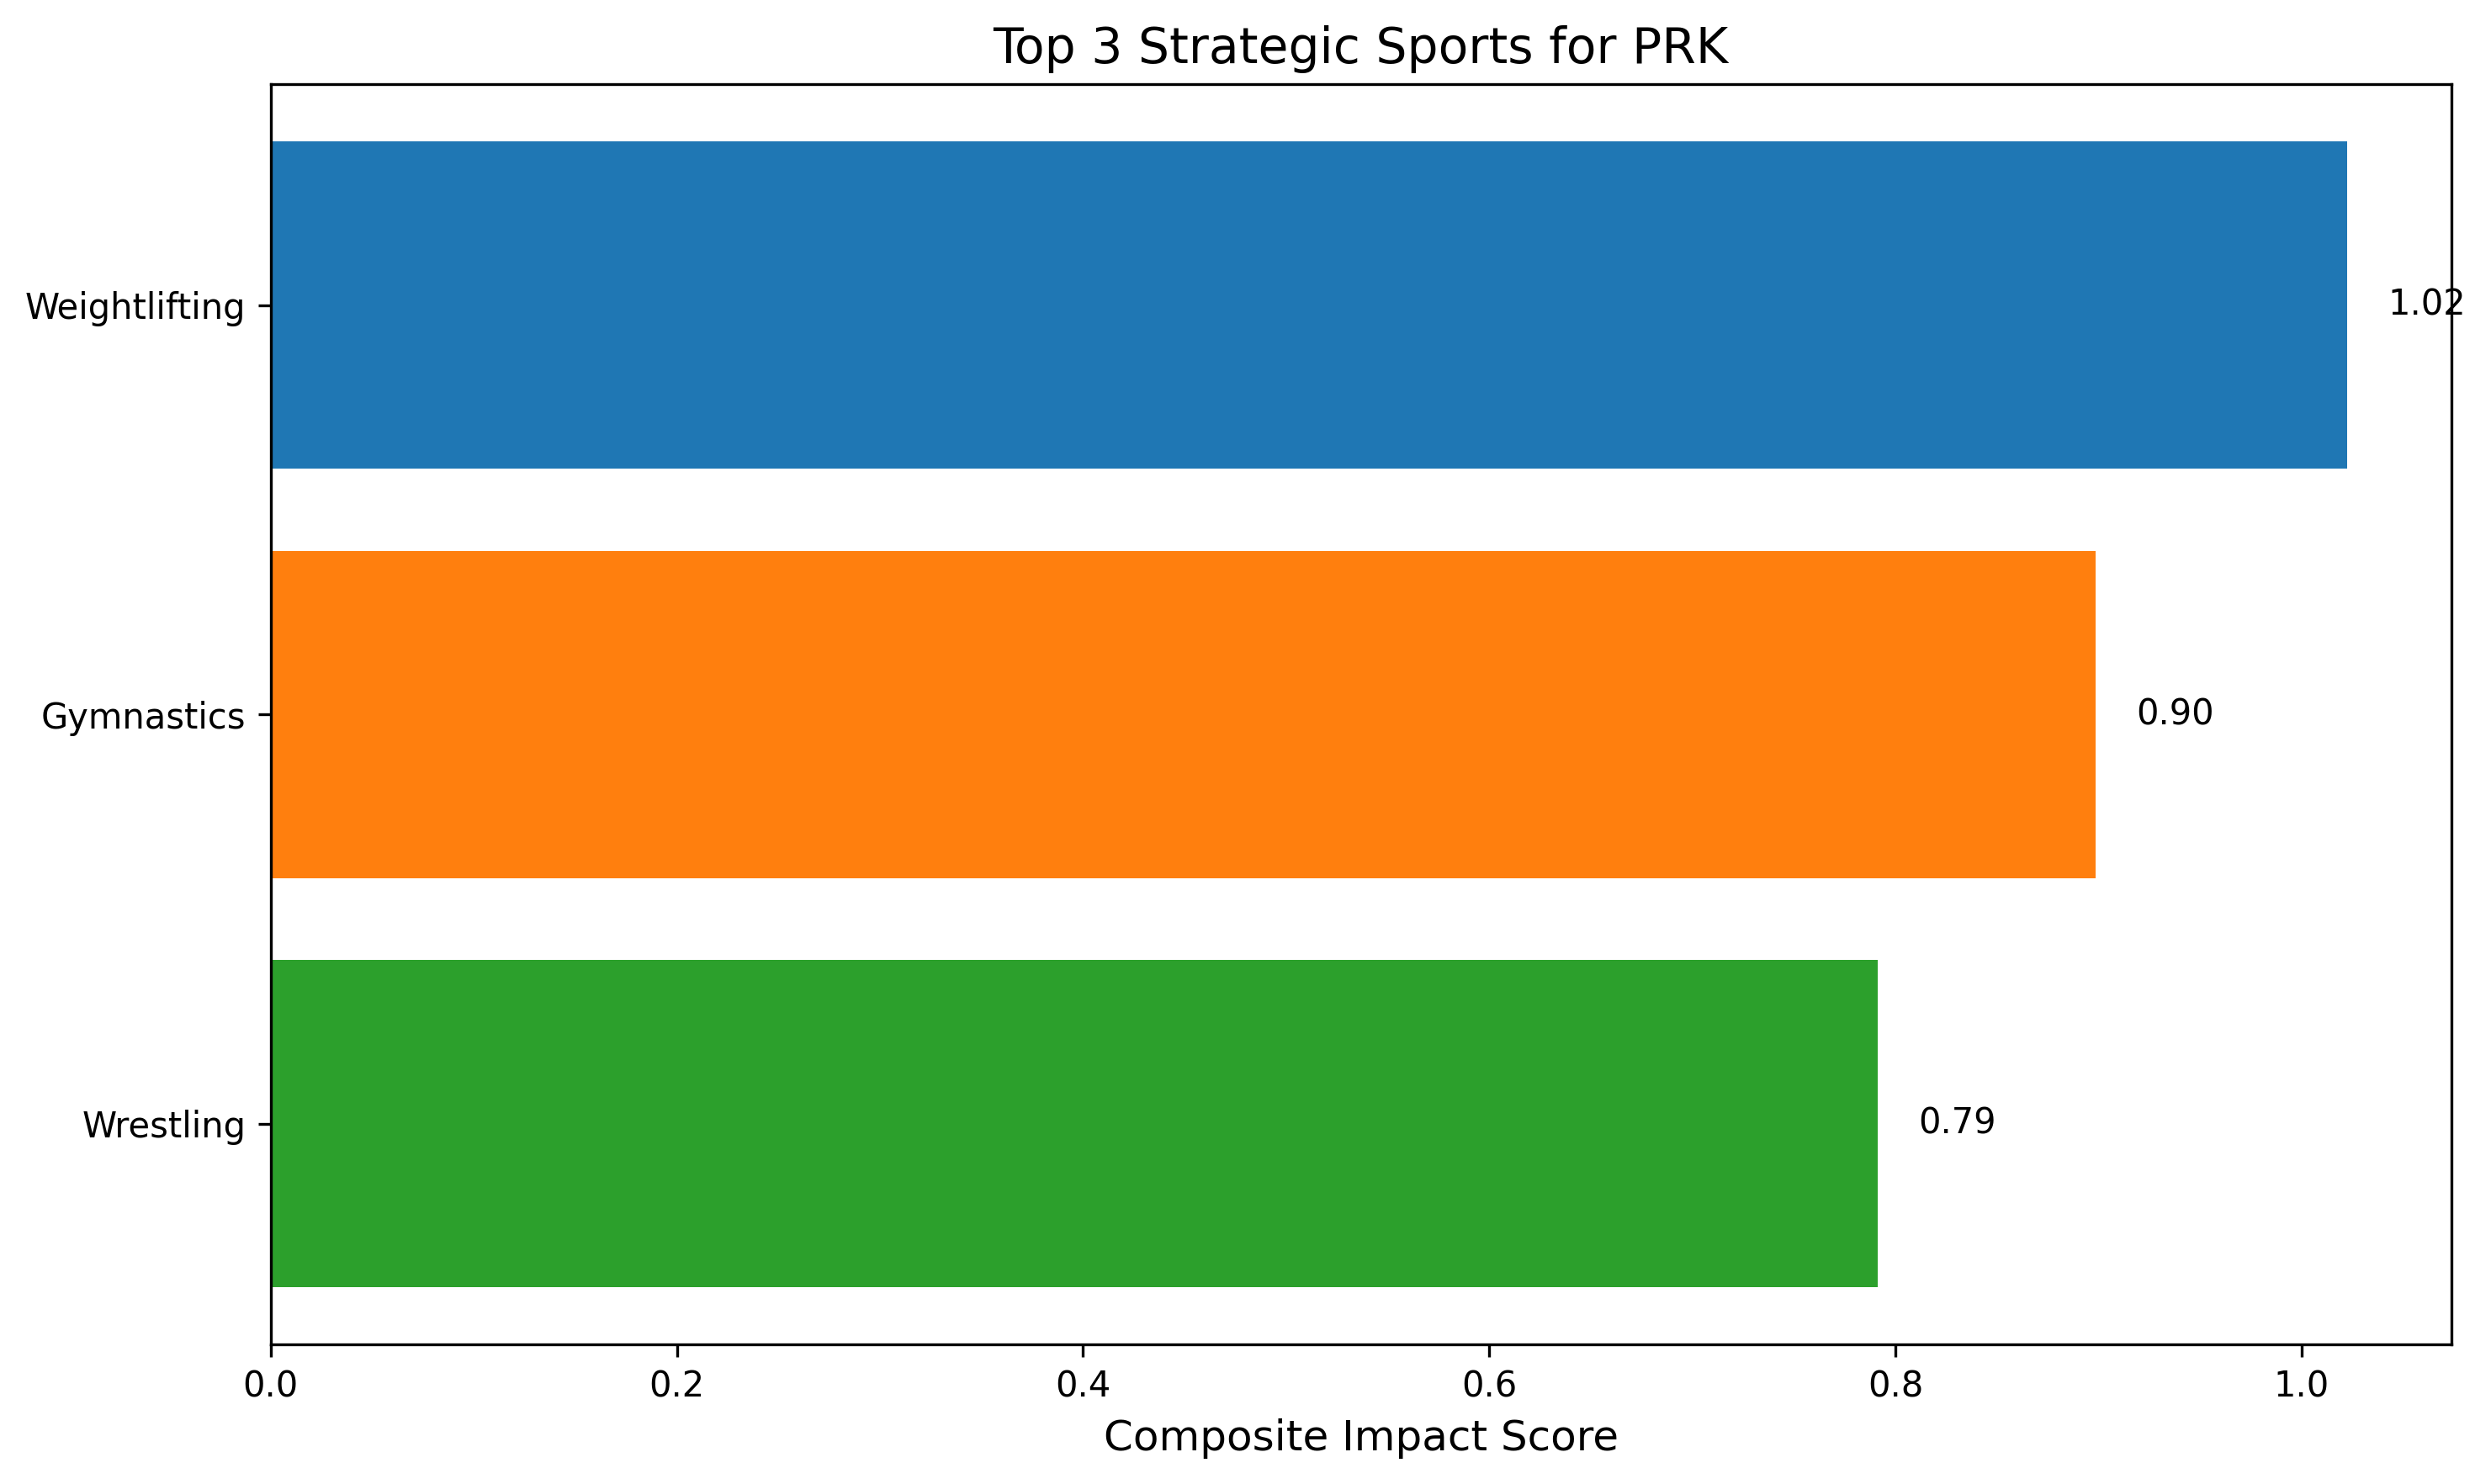 Top 3 Strategic Sports for PRK
Weightlifting
1.02
Gymnastics
0.90
Wrestling
0.79
0.0 0.2 0.4 0.6 0.8 1.0
Composite Impact Score